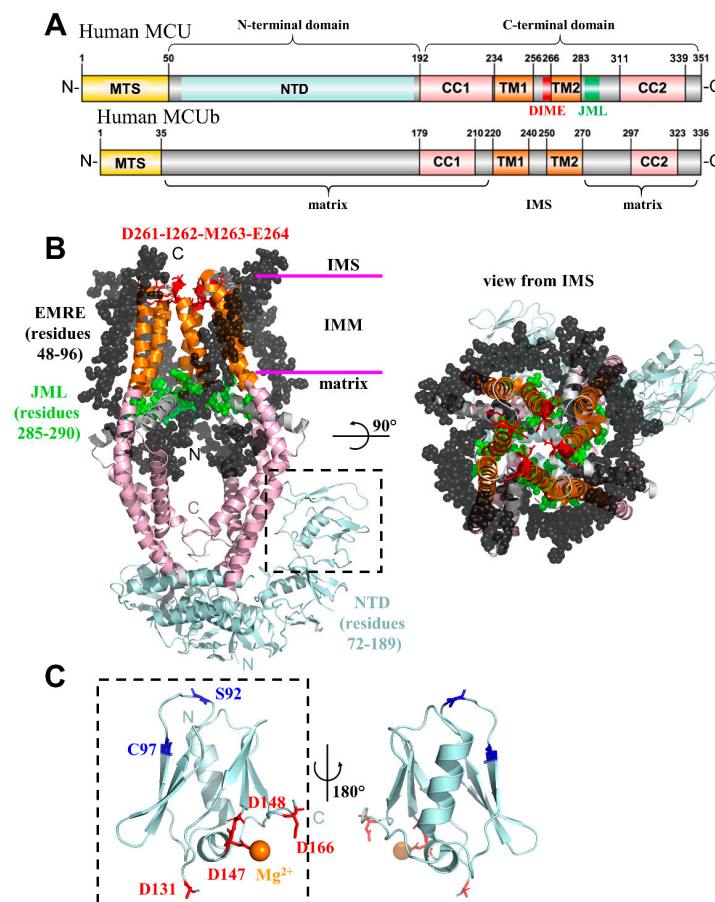 A
Human MCU
N-terminal domain
C-terminal domain
1 50 192 234 256 266 283 311 339 351
N- MTS NTD CC1 TM1 TM2 CC2 -C
DIME JML
Human MCUb
1 35 179 210 220 240 250 270 297 323 336
N- MTS CC1 TM1 TM2 CC2 -C
matrix IMS matrix
B
D261-I262-M263-E264
C
IMS
view from IMS
EMRE
(residues
48-96)
IMM
JML
(residues
285-290)
matrix
90°
N
C
NTD
(residues
72-189)
N
C
S92
N
C97
D148
C
180°
D166
D147
Mg²⁺
D131